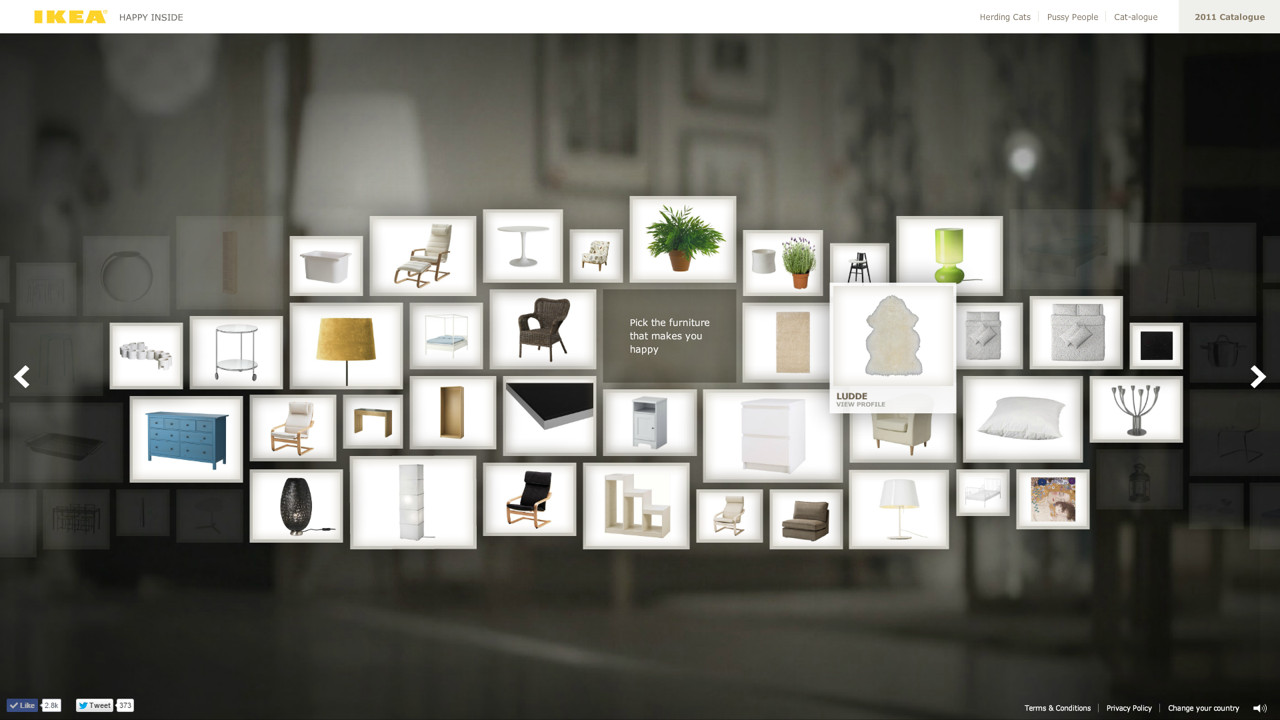 IKEA® HAPPY INSIDE
Herding Cats
Pussy People
Cat-alogue
2011 Catalogue
Pick the furniture
that makes you
happy
LUDDE
VIEW PROFILE
Like 2.8k
Tweet 373
Terms & Conditions
Privacy Policy
Change your country